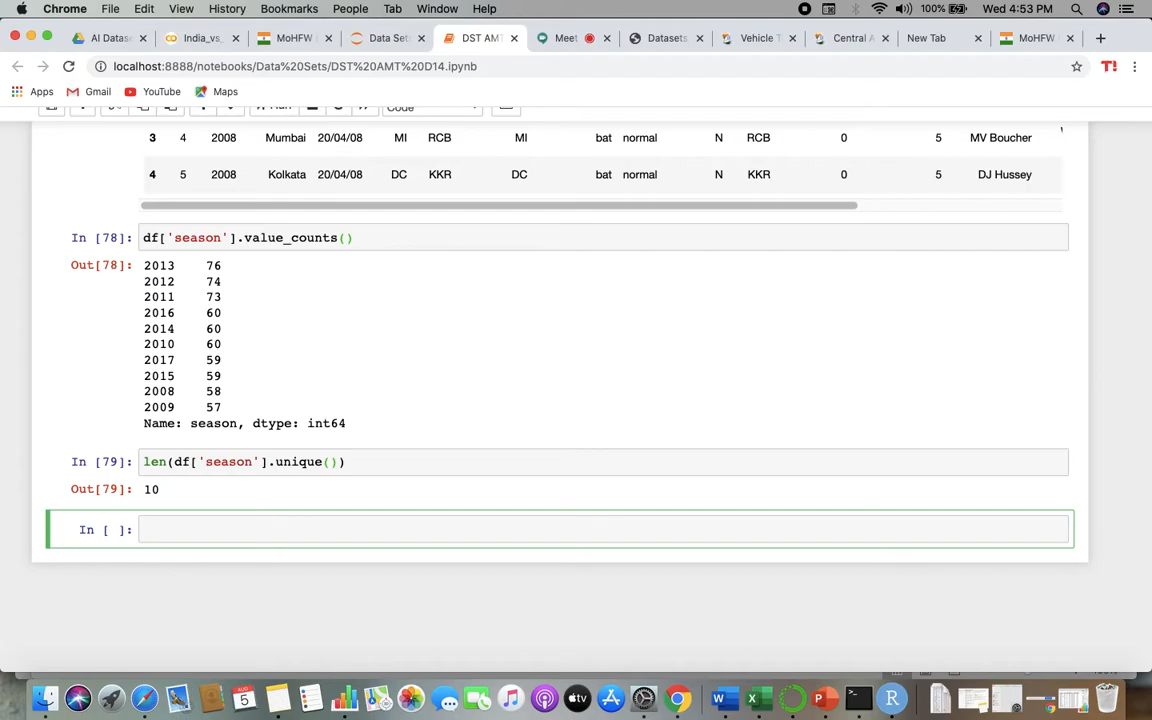 Chrome File Edit View History Bookmarks People Tab Window Help 100% Wed 4:53 PM
AI Datase India_vs_ MoHFW Data Set DST AMT Meet Datasets Vehicle T Central A New Tab MoHFW
localhost:8888/notebooks/Data%20Sets/DST%20AMT%20D14.ipynb T!
Apps Gmail YouTube Maps
Code
3 4 2008 Mumbai 20/04/08 MI RCB MI bat normal N RCB 0 5 MV Boucher
4 5 2008 Kolkata 20/04/08 DC KKR DC bat normal N KKR 0 5 DJ Hussey
In [78]: df['season'].value_counts()
Out[78]: 2013 76
2012 74
2011 73
2016 60
2014 60
2010 60
2017 59
2015 59
2008 58
2009 57
Name: season, dtype: int64
In [79]: len(df['season'].unique())
Out[79]: 10
In [ ]: